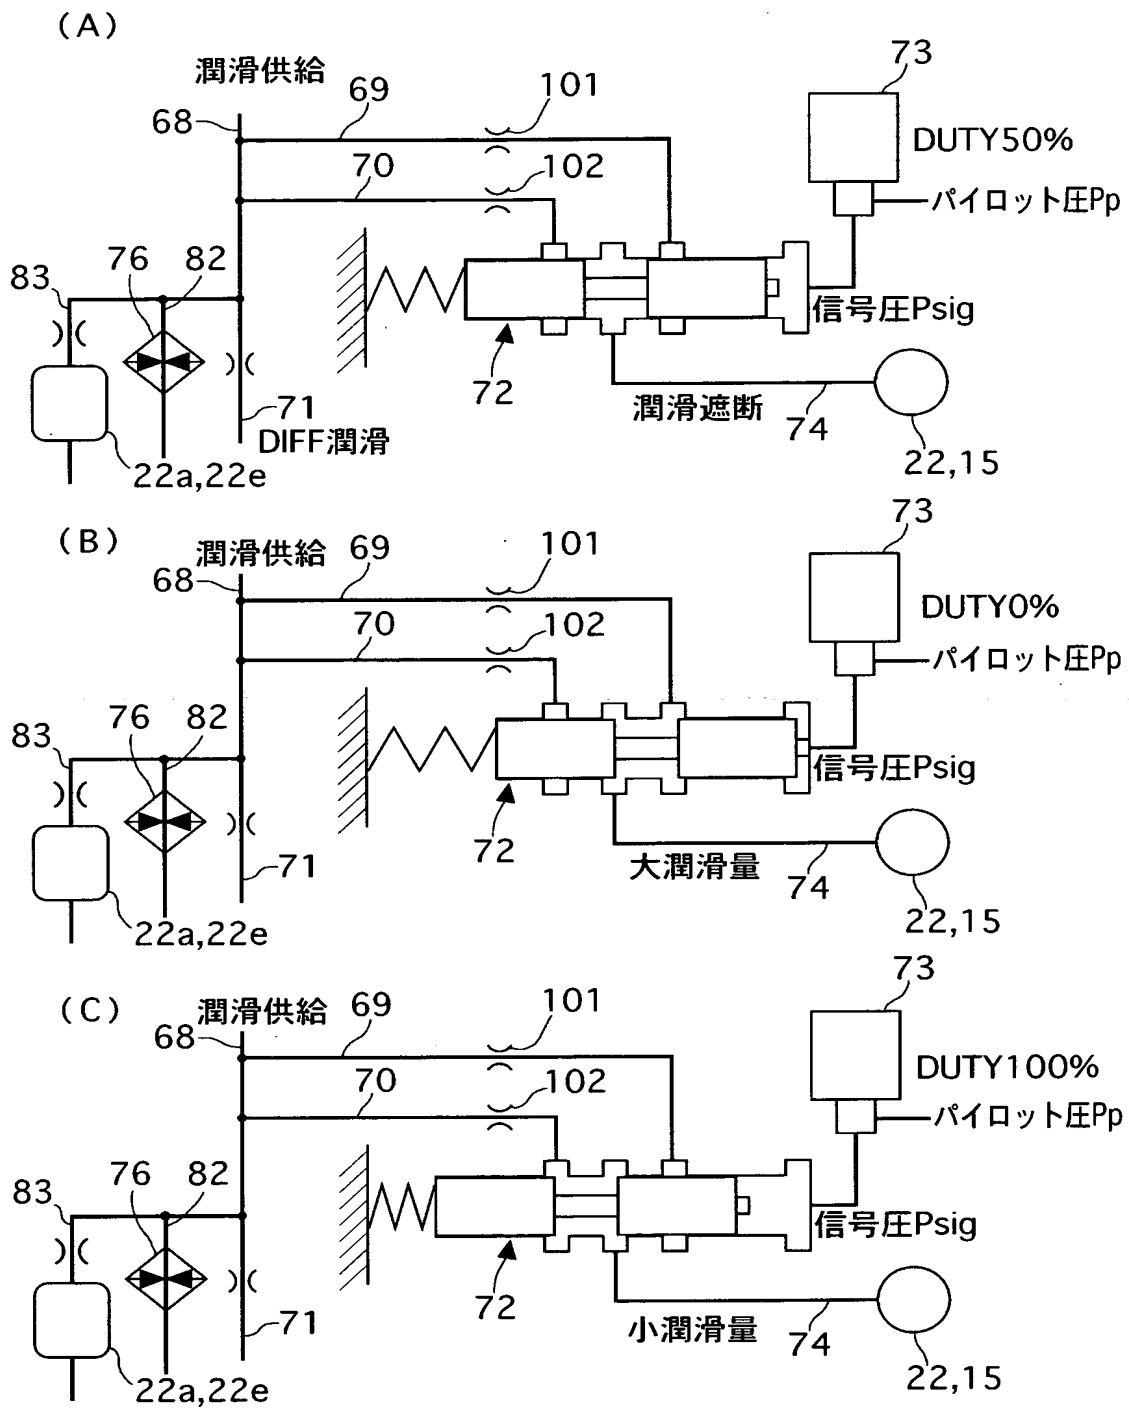 (A)
潤滑供給
68
69
101
73
DUTY50%
70
102
パイロット圧Pp
83
76
82
信号圧Psig
72
潤滑遮断
74
71
DIFF潤滑
22a,22e
22,15
(B)
潤滑供給
68
69
101
73
DUTY0%
70
102
パイロット圧Pp
83
76
82
信号圧Psig
72
大潤滑量
74
71
22a,22e
22,15
(C)
潤滑供給
68
69
101
73
DUTY100%
70
102
パイロット圧Pp
83
76
82
信号圧Psig
72
小潤滑量
74
71
22a,22e
22,15